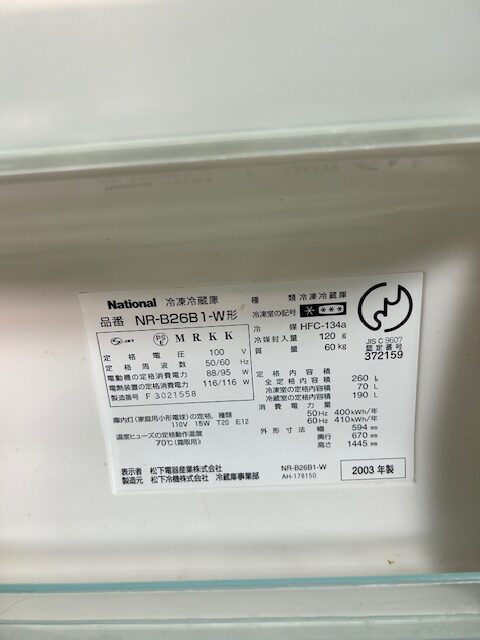 National 冷凍冷蔵庫
品番 NR-B26B1-W形
JET PSE M R K K
定格電圧 100 V
定格周波数 50/60 Hz
電動機の定格消費電力 88/95 W
電熱装置の定格消費電力 116/116 W
製造番号 F 3021558
庫内灯(家庭用小形電球)の定格、種類
110V 15W T20 E12
温度ヒューズの定格動作温度
70℃(霜取用)
表示者 松下電器産業株式会社
製造元 松下冷機株式会社 冷蔵庫事業部
種類 冷凍冷蔵庫
冷凍室の記号 ****
冷媒 HFC-134a
冷媒封入量 120 g
質量 60 kg
定格内容積
全定格内容積 260 L
冷凍室の定格内容積 70 L
冷蔵室の定格内容積 190 L
消費電力量
50Hz 400 kWh/年
60Hz 410 kWh/年
外形寸法 幅 594 mm
奥行 670 mm
高さ 1445 mm
NR-B26B1-W
AH-178150
2003 年製
JIS C 9607
認定番号
372159